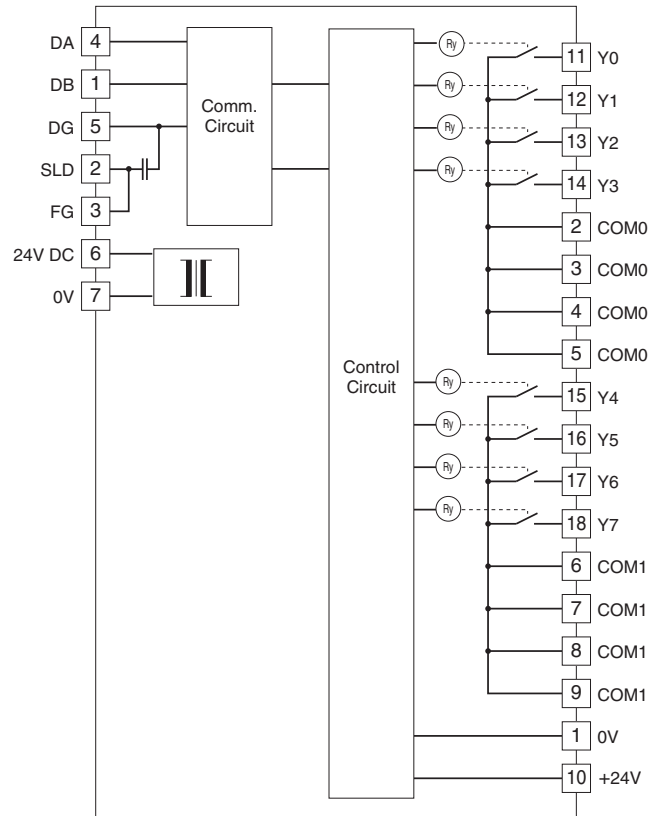 DA 4
DB 1
DG 5
SLD 2
FG 3
24V DC 6
0V 7
Comm.
Circuit
Control
Circuit
Ry 11 Y0
Ry 12 Y1
Ry 13 Y2
Ry 14 Y3
2 COM0
3 COM0
4 COM0
5 COM0
Ry 15 Y4
Ry 16 Y5
Ry 17 Y6
Ry 18 Y7
6 COM1
7 COM1
8 COM1
9 COM1
1 0V
10 +24V